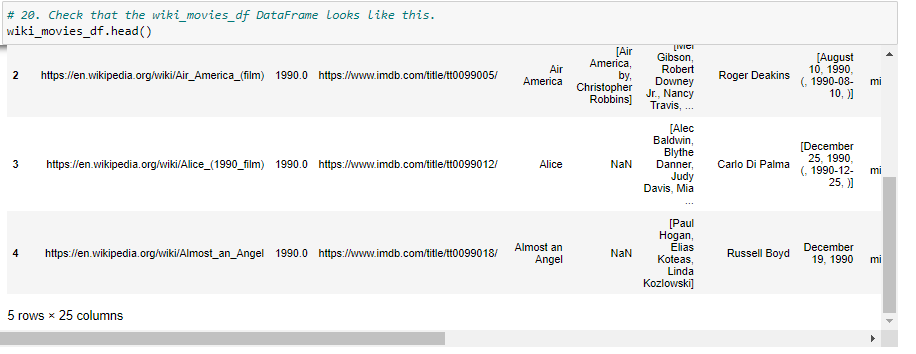 # 20. Check that the wiki_movies_df DataFrame looks like this.
wiki_movies_df.head()
2 https://en.wikipedia.org/wiki/Air_America_(film) 1990.0 https://www.imdb.com/title/tt0099005/ Air America [Air America, by, Christopher Robbins] [Mel Gibson, Robert Downey Jr., Nancy Travis, ... Roger Deakins [August 10, 1990, (, 1990-08-10, )] mi
3 https://en.wikipedia.org/wiki/Alice_(1990_film) 1990.0 https://www.imdb.com/title/tt0099012/ Alice NaN [Alec Baldwin, Blythe Danner, Judy Davis, Mia ... Carlo Di Palma [December 25, 1990, (, 1990-12-25, )] mi
4 https://en.wikipedia.org/wiki/Almost_an_Angel 1990.0 https://www.imdb.com/title/tt0099018/ Almost an Angel NaN [Paul Hogan, Elias Koteas, Linda Kozlowski] Russell Boyd December 19, 1990 mi
5 rows × 25 columns